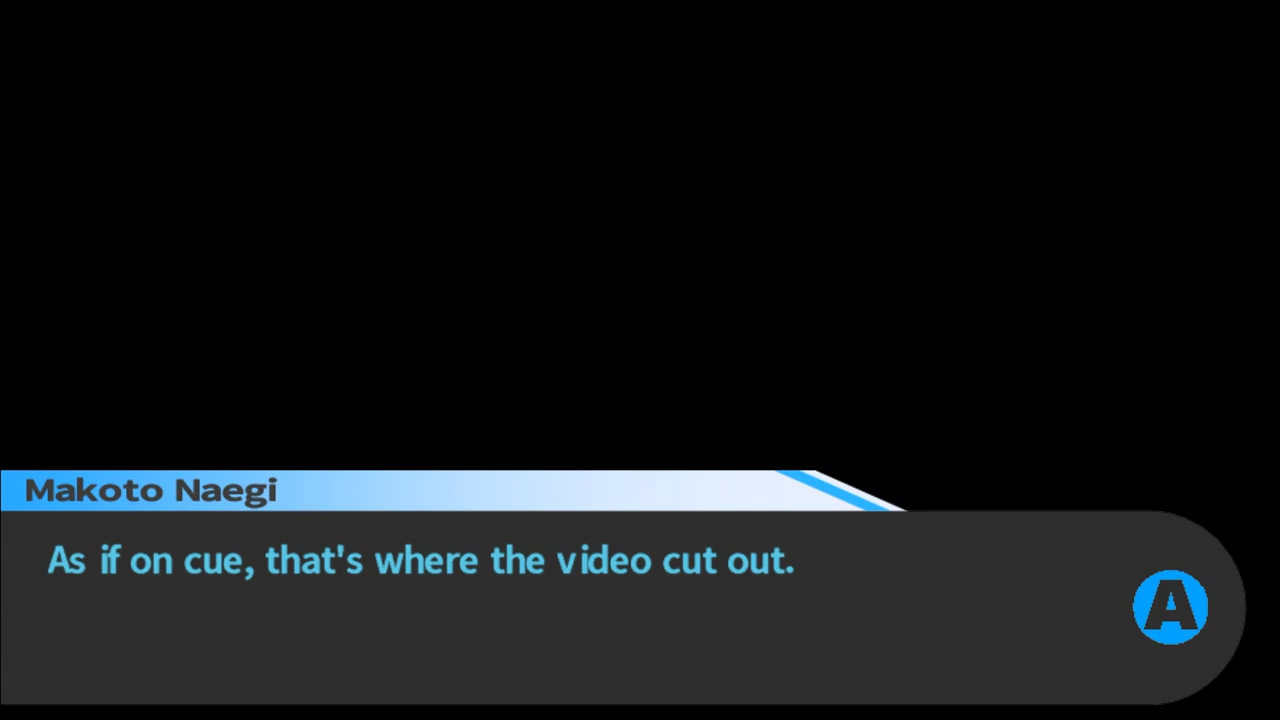 Makoto Naegi
As if on cue, that's where the video cut out.
A